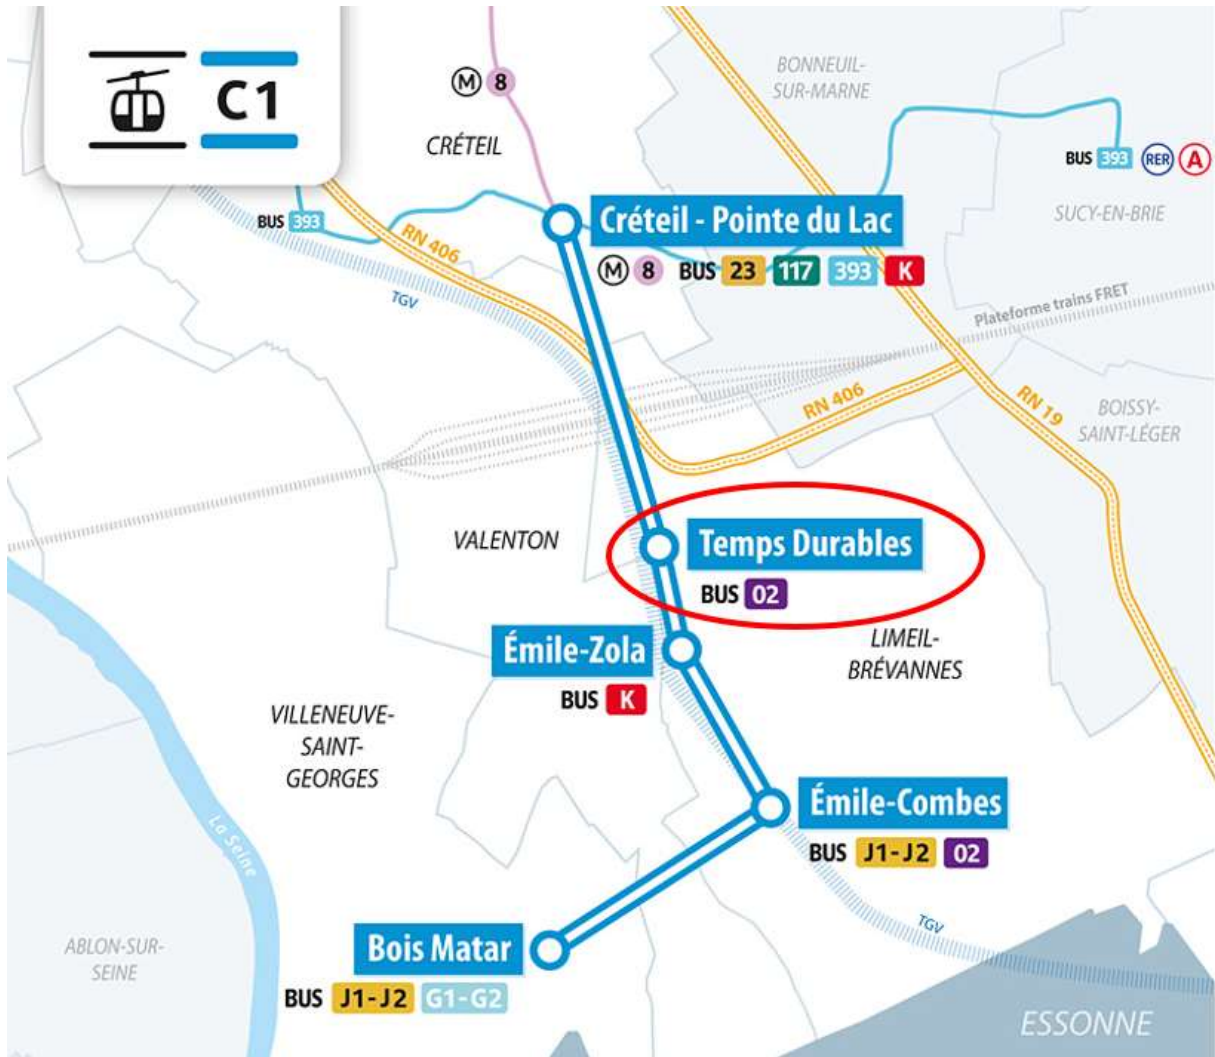 C1
M 8
CRÉTEIL
BONNEUIL-
SUR-MARNE
BUS 393 RER A
SUCY-EN-BRIE
BUS 393
RN 406
TGV
Créteil - Pointe du Lac
M 8 BUS 23 117 393 K
Plateforme trains FRET
RN 406
RN 19
BOISSY-
SAINT-LÉGER
VALENTON
Temps Durables
BUS 02
Émile-Zola
BUS K
LIMEIL-
BRÉVANNES
VILLENEUVE-
SAINT-
GEORGES
La Seine
Émile-Combes
BUS J1-J2 02
TGV
ABLON-SUR-
SEINE
Bois Matar
BUS J1-J2 G1-G2
ESSONNE